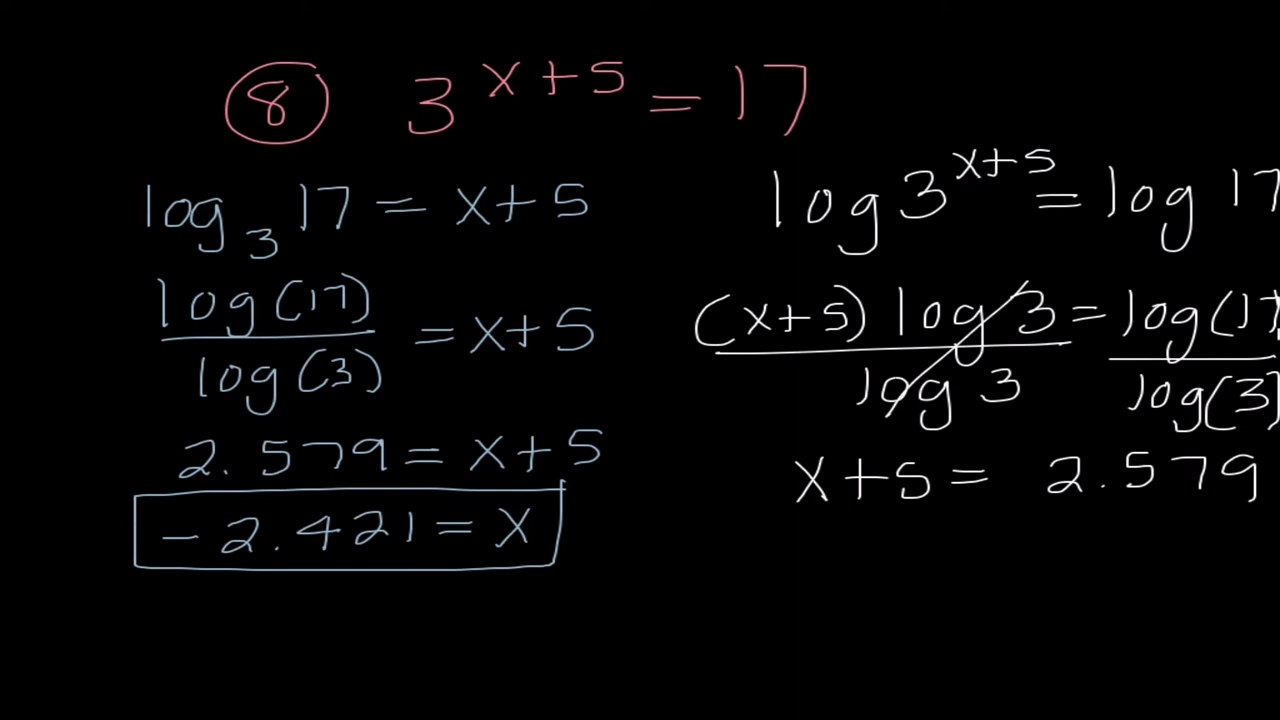 ⑧ 3^(x+5) = 17
log₃ 17 = x+5
log(17)/log(3) = x+5
2.579 = x+5
-2.421 = x
log 3^(x+5) = log 17
(x+5) log 3 / log 3 = log(17 / log(3)
x+5 = 2.579